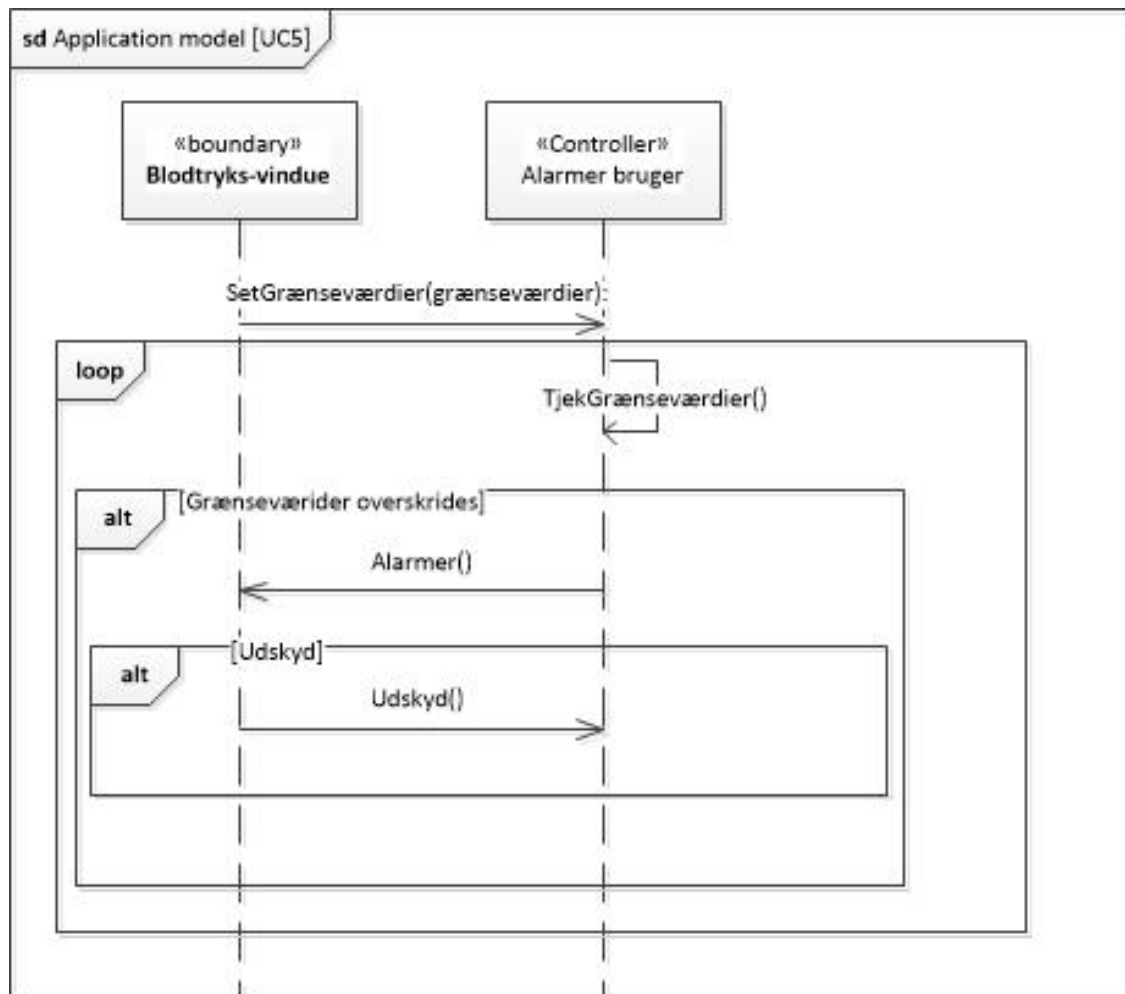 sd Application model [UC5]
«boundary»
Blodtryks-vindue
«Controller»
Alarmer bruger
SetGrænseværdier(grænseværdier)
loop
TjekGrænseværdier()
alt
[Grænseværider overskrides]
Alarmer()
alt
[Udskyd]
Udskyd()